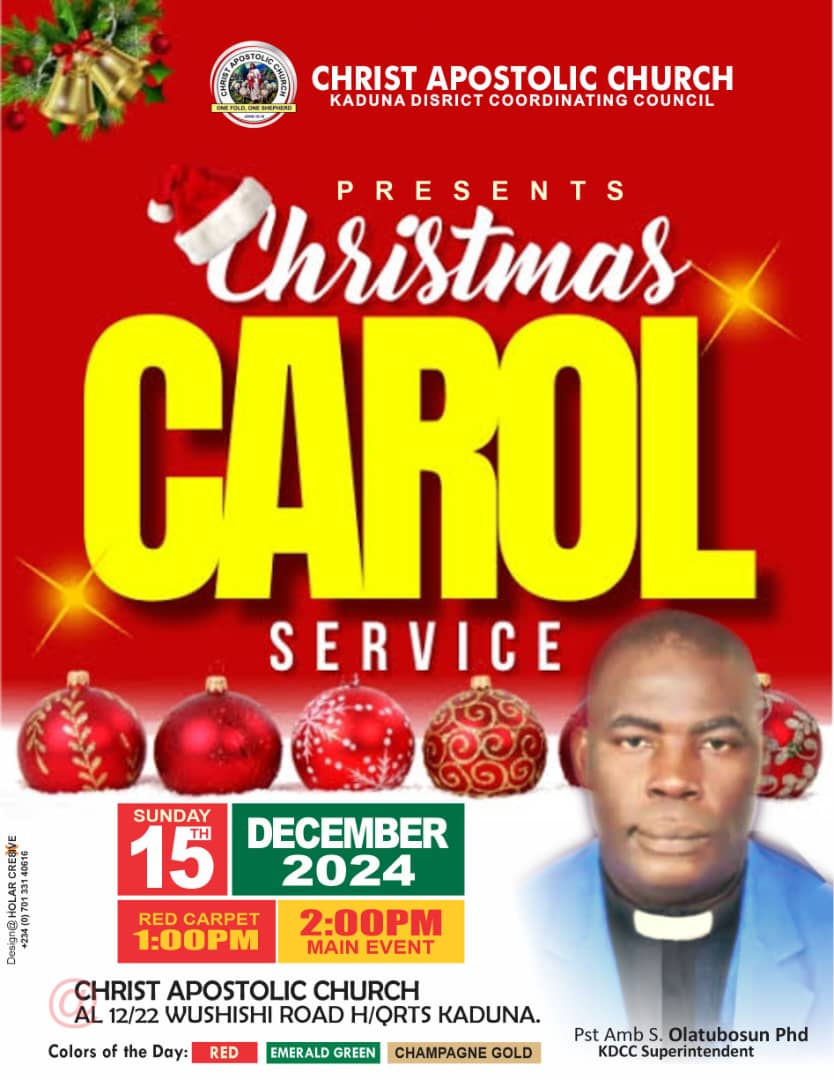 CHRIST APOSTOLIC CHURCH
ONE FOLD, ONE SHEPHERD
CHRIST APOSTOLIC CHURCH
KADUNA DISRICT COORDINATING COUNCIL
PRESENTS
Christmas
CAROL
SERVICE
SUNDAY
15TH
DECEMBER
2024
RED CARPET
1:00PM
2:00PM
MAIN EVENT
@
CHRIST APOSTOLIC CHURCH
AL 12/22 WUSHISHI ROAD H/QRTS KADUNA.
Colors of the Day: RED EMERALD GREEN CHAMPAGNE GOLD
Pst Amb S. Olatubosun Phd
KDCC Superintendent
Design@ HOLAR
+234 (0) 701 331 40616